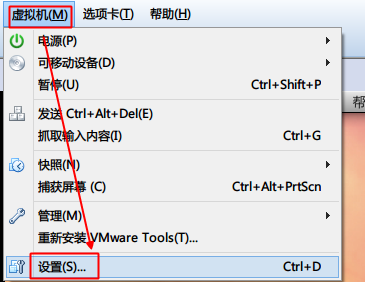 虚拟机(M) 选项卡(T) 帮助(H)
电源(P)
可移动设备(D)
暂停(U) Ctrl+Shift+P
发送 Ctrl+Alt+Del(E)
抓取输入内容(I) Ctrl+G
快照(N)
捕获屏幕 (C) Ctrl+Alt+PrtScn
管理(M)
重新安装 VMware Tools(T)...
设置(S)... Ctrl+D
帮